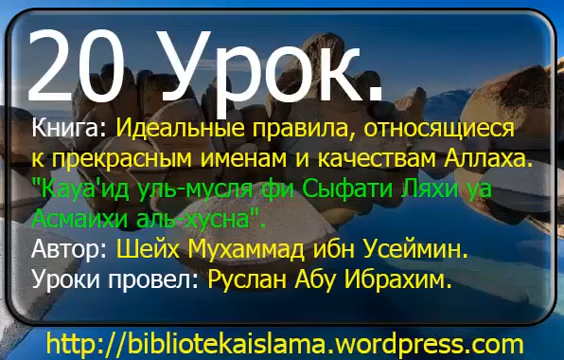 20 Урок.
Книга: Идеальные правила, относящиеся
к прекрасным именам и качествам Аллаха.
"Кауа'ид уль-мусля фи Сыфати Ляхи уа
Асмаихи аль-хусна".
Автор: Шейх Мухаммад ибн Усеймин.
Уроки провел: Руслан Абу Ибрахим.
http://bibliotekaislama.wordpress.com